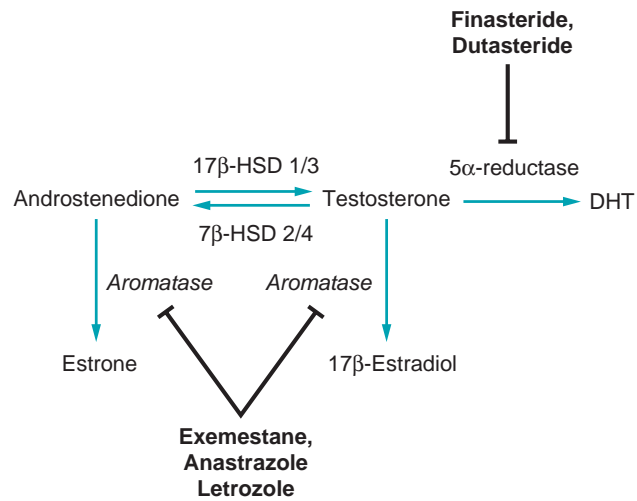 Finasteride,
Dutasteride
17β-HSD 1/3
5α-reductase
Androstenedione
Testosterone
DHT
7β-HSD 2/4
Aromatase
Aromatase
Estrone
17β-Estradiol
Exemestane,
Anastrazole
Letrozole